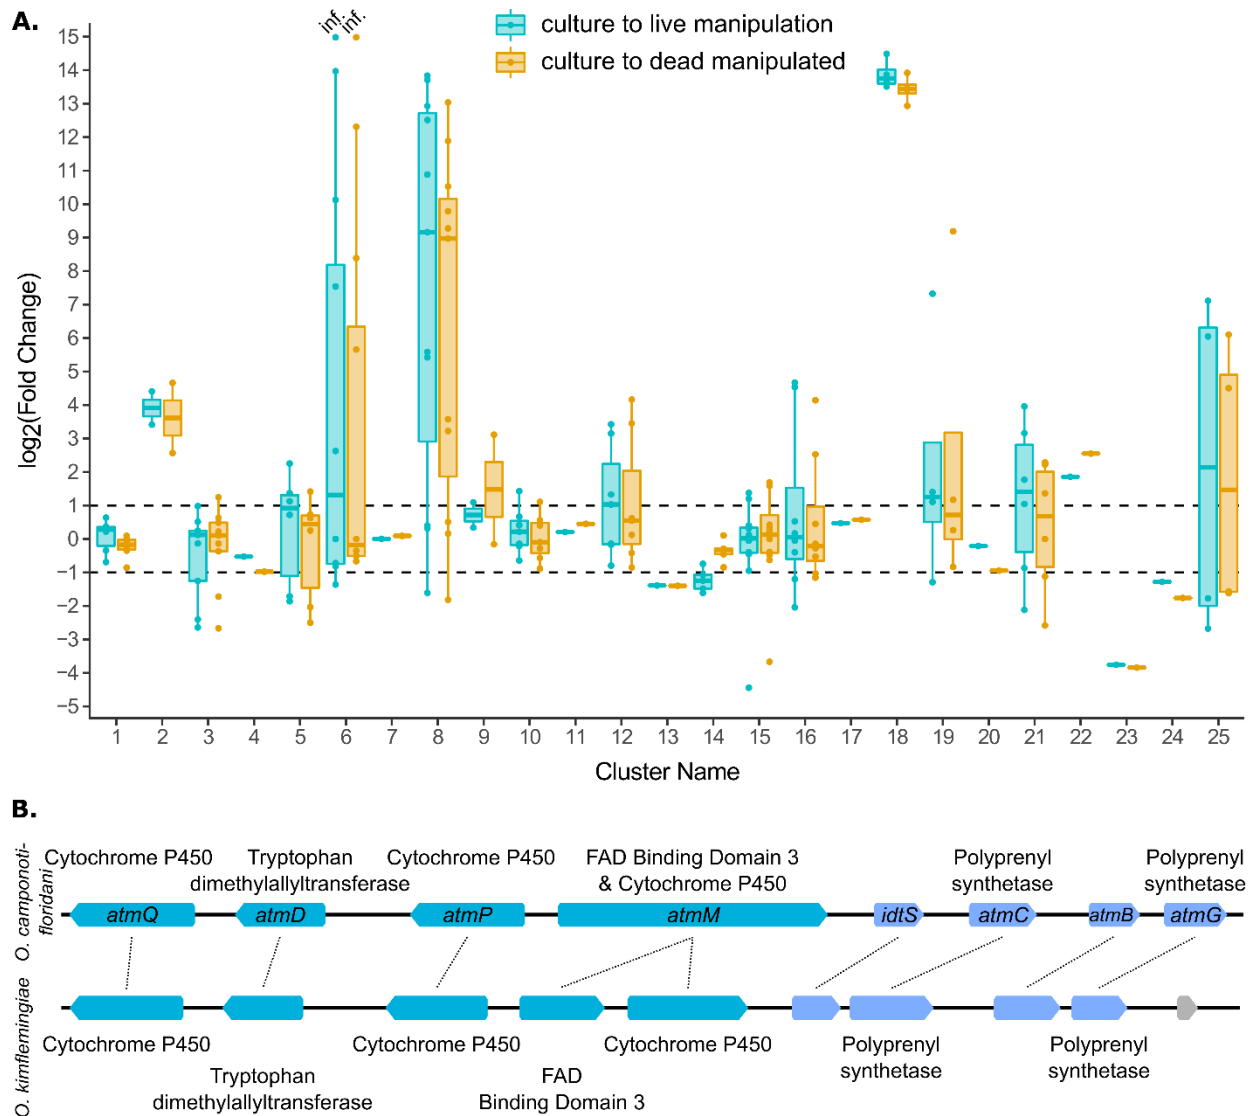 A.
inf.
inf.
culture to live manipulation
culture to dead manipulated
log2(Fold Change)
15
14
13
12
11
10
9
8
7
6
5
4
3
2
1
0
−1
−2
−3
−4
−5
1 2 3 4 5 6 7 8 9 10 11 12 13 14 15 16 17 18 19 20 21 22 23 24 25
Cluster Name
B.
O. camponoti-
floridani
Cytochrome P450
Tryptophan
dimethylallyltransferase
Cytochrome P450
FAD Binding Domain 3
& Cytochrome P450
Polyprenyl
synthetase
Polyprenyl
synthetase
atmQ atmD atmP atmM idtS atmC atmB atmG
O. kimflemingiae
Cytochrome P450
Tryptophan
dimethylallyltransferase
Cytochrome P450
FAD
Binding Domain 3
Cytochrome P450
Polyprenyl
synthetase
Polyprenyl
synthetase